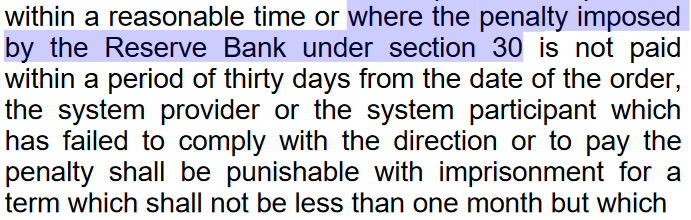 within a reasonable time or where the penalty imposed
by the Reserve Bank under section 30 is not paid
within a period of thirty days from the date of the order,
the system provider or the system participant which
has failed to comply with the direction or to pay the
penalty shall be punishable with imprisonment for a
term which shall not be less than one month but which